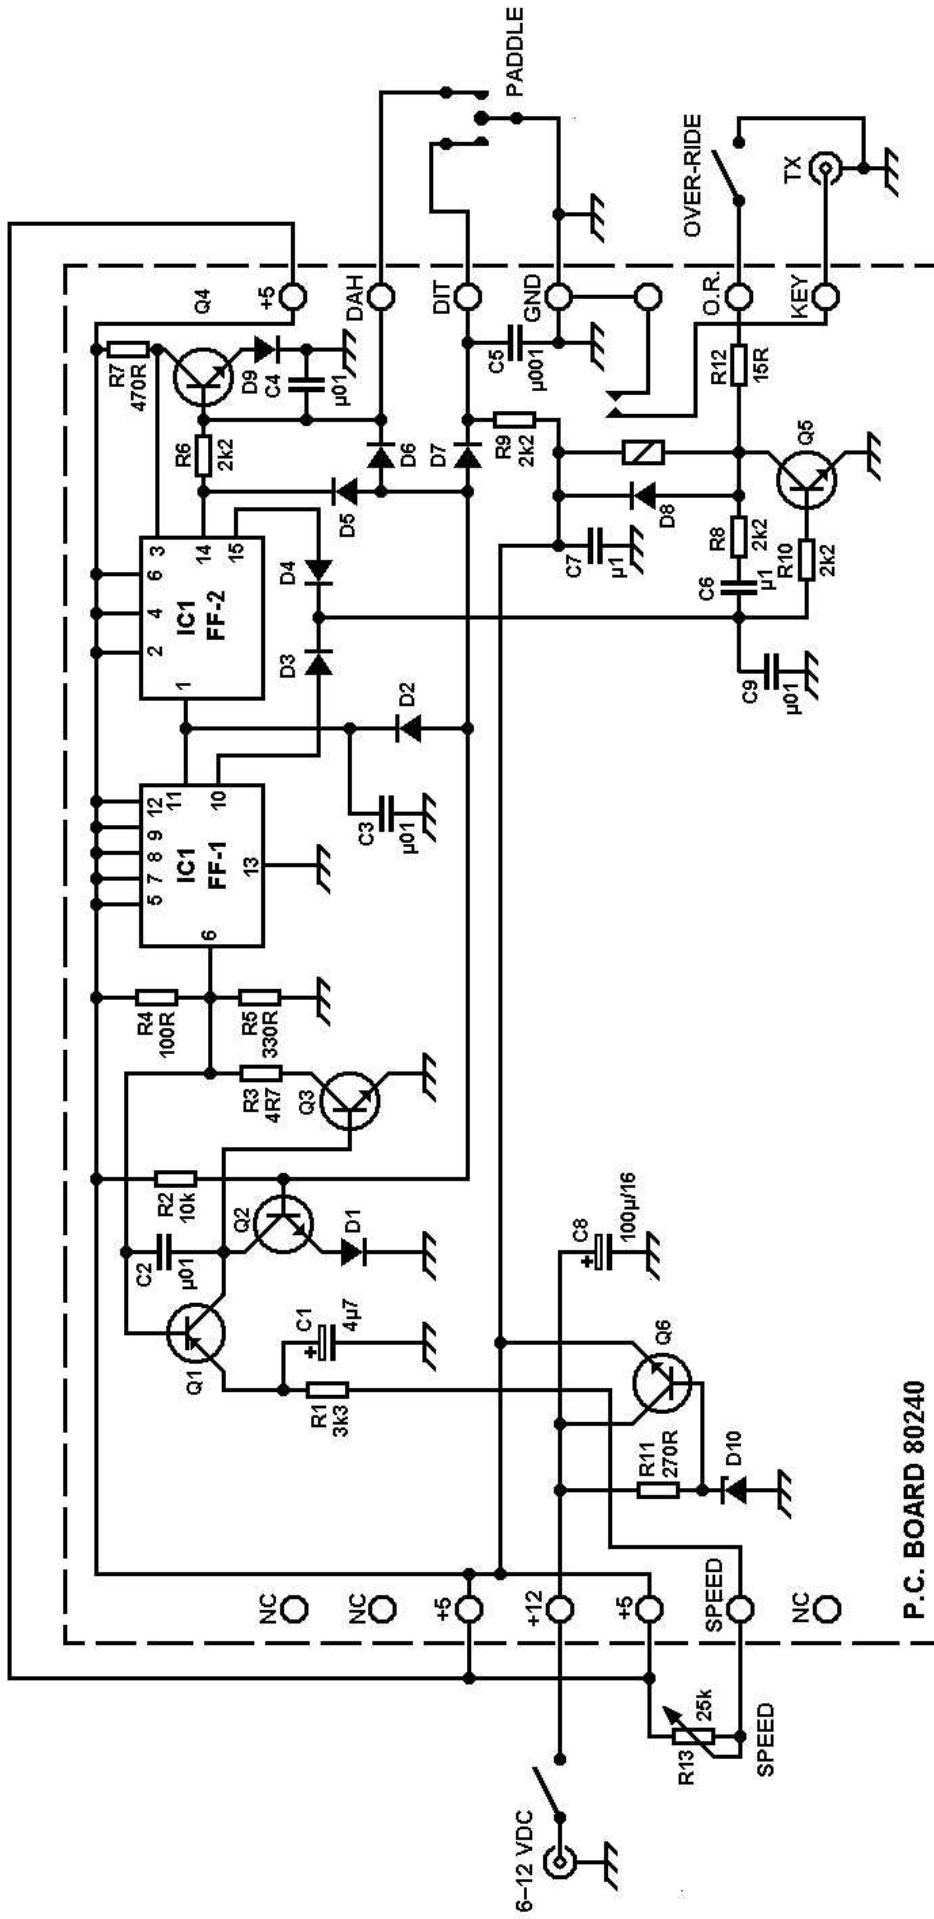 Q4
+5
DAH
DIT
GND
O.R.
KEY
PADDLE
OVER-RIDE
TX
R7
470R
D9
C4
µ01
R6
2k2
D6
D5
D7
C5
µ001
R9
2k2
R12
15R
Q5
D8
R8
2k2
R10
2k2
C7
µ1
C6
µ1
C9
µ01
3
14
15
6
4
2
IC1
FF-2
1
D4
D3
D2
C3
µ01
11
10
12
9
8
7
5
IC1
FF-1
13
6
R4
100R
R5
330R
R3
4R7
Q3
R2
10k
Q2
D1
C2
µ01
Q1
+
C1
4µ7
R1
3k3
+
C8
100µ/16
Q6
R11
270R
D10
NC
NC
+5
+12
+5
SPEED
NC
R13
25k
SPEED
6–12 VDC
P.C. BOARD 80240